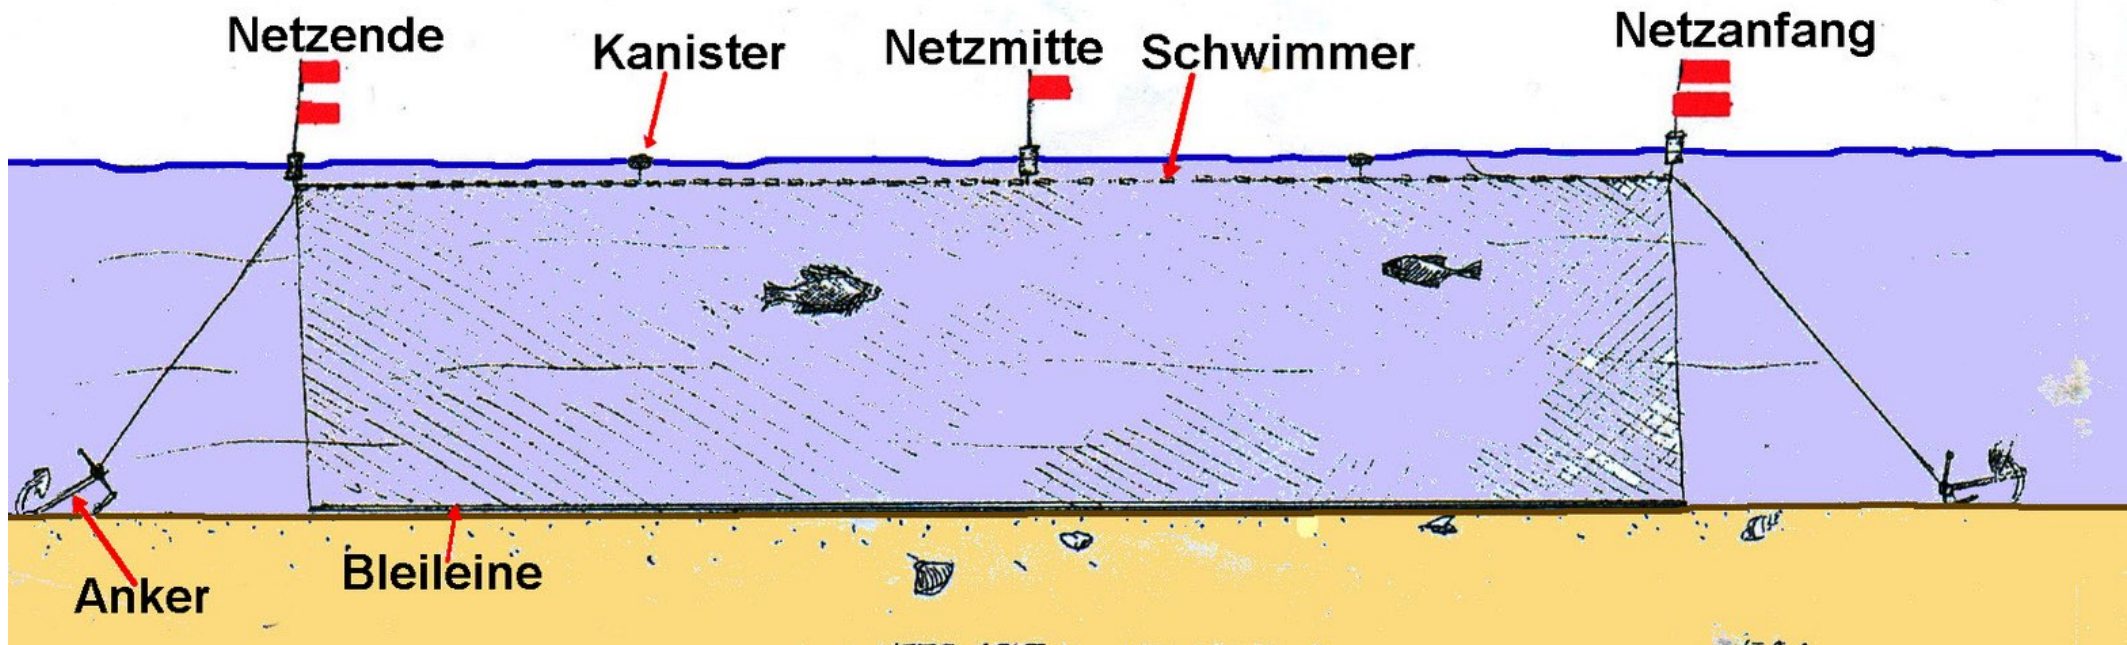 Netzende
Kanister
Netzmitte
Schwimmer
Netzanfang
Anker
Bleileine